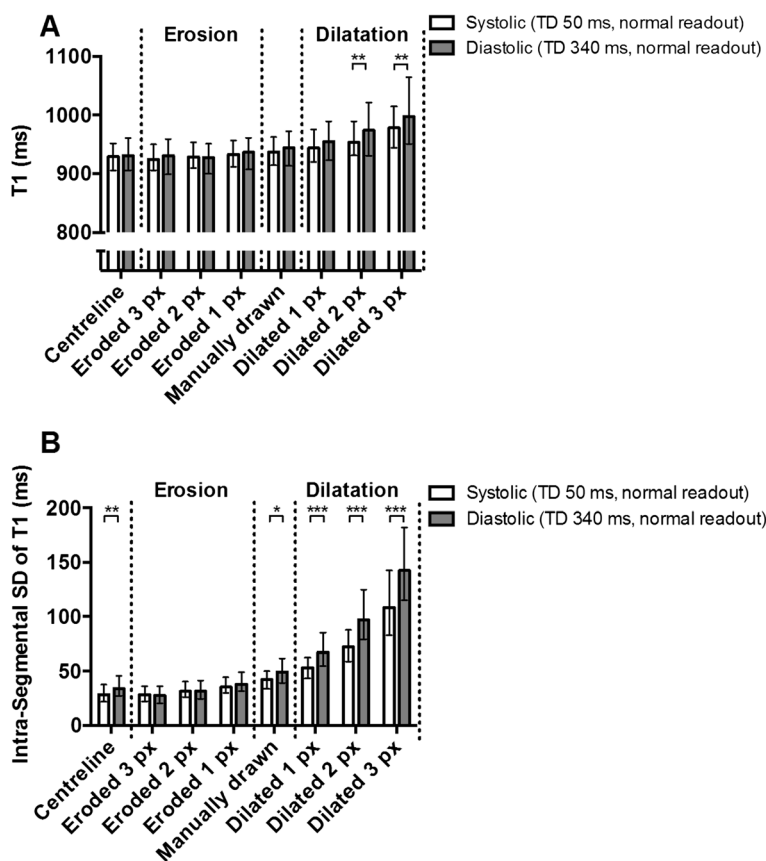 A
Erosion
Dilatation
Systolic (TD 50 ms, normal readout)
Diastolic (TD 340 ms, normal readout)
**
**
T1 (ms)
1100
1000
900
800
Centreline
Eroded 3 px
Eroded 2 px
Eroded 1 px
Manually drawn
Dilated 1 px
Dilated 2 px
Dilated 3 px
B
Erosion
Dilatation
Systolic (TD 50 ms, normal readout)
Diastolic (TD 340 ms, normal readout)
**
*
***
***
***
Intra-Segmental SD of T1 (ms)
200
150
100
50
0
Centreline
Eroded 3 px
Eroded 2 px
Eroded 1 px
Manually drawn
Dilated 1 px
Dilated 2 px
Dilated 3 px